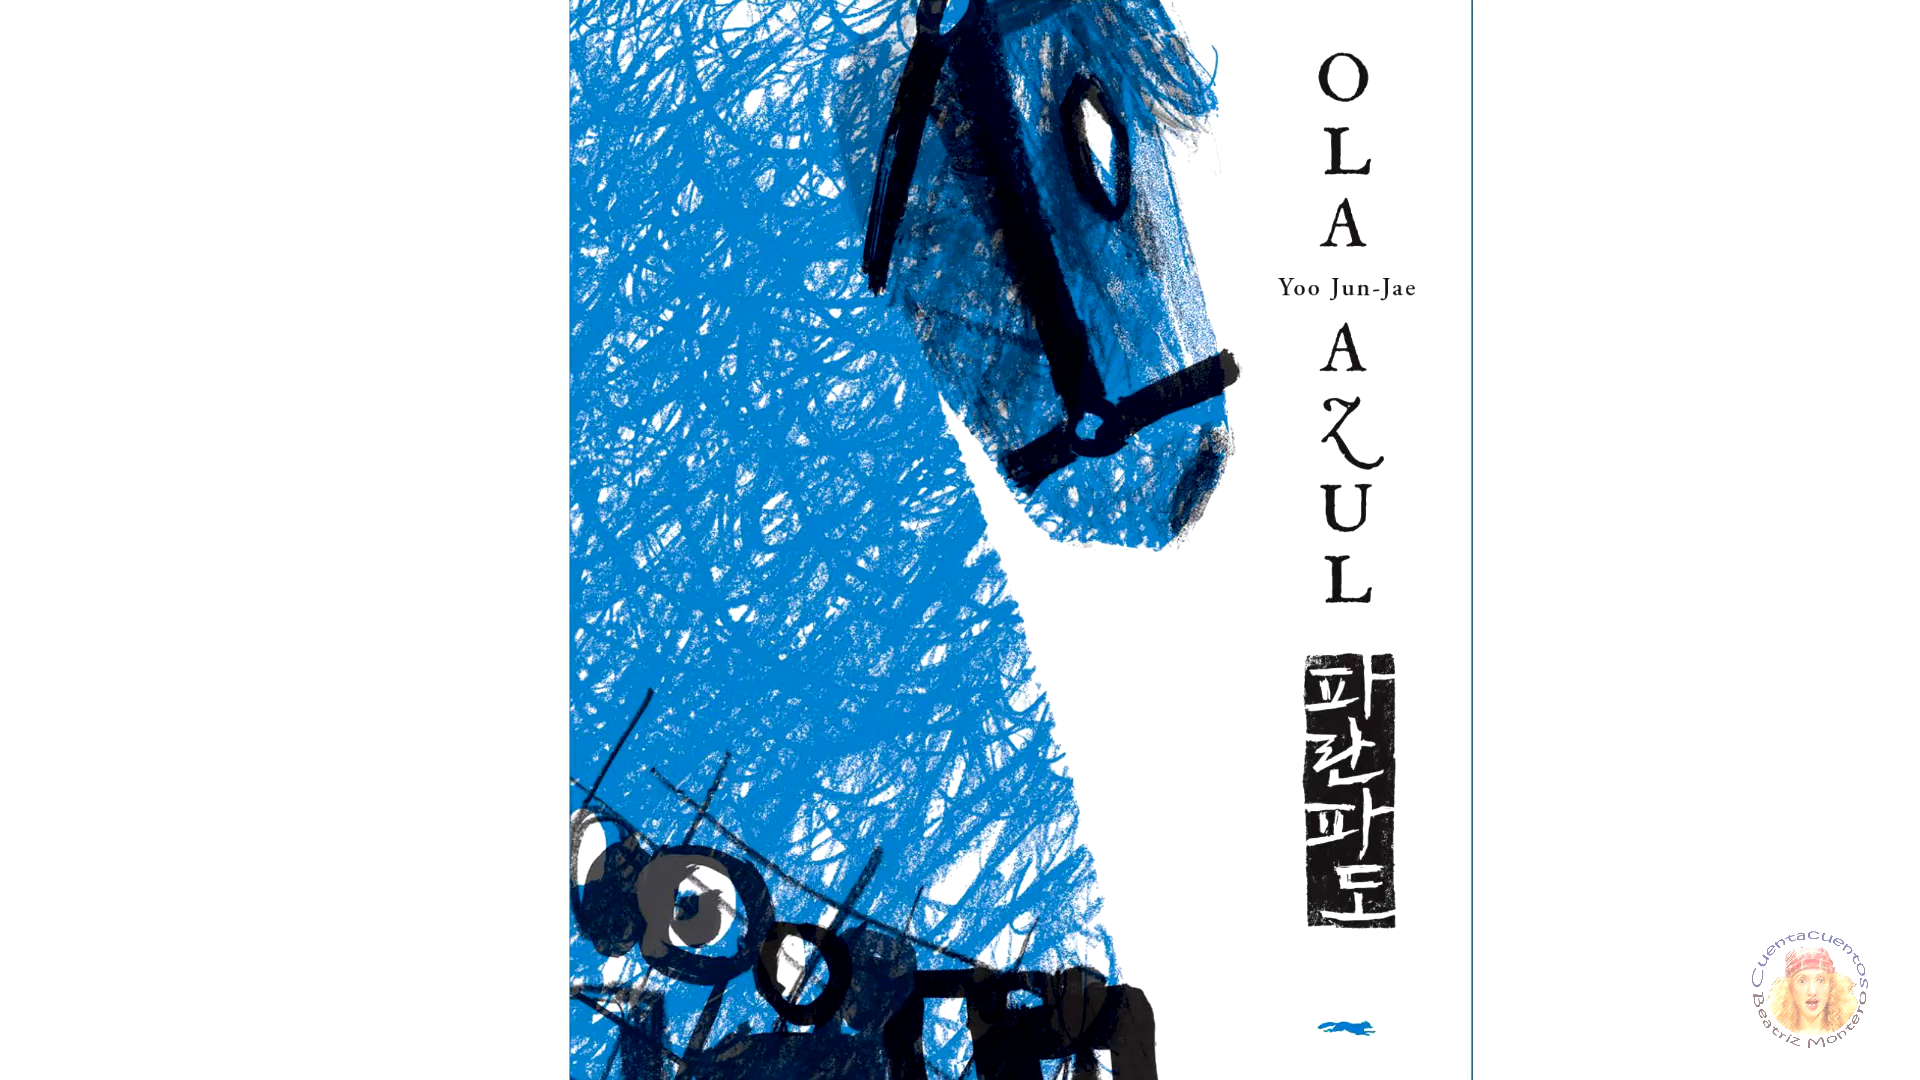 OLA
Yoo Jun-Jae
AZUL
파란파도
CuentaCuentos
Beatriz Montero